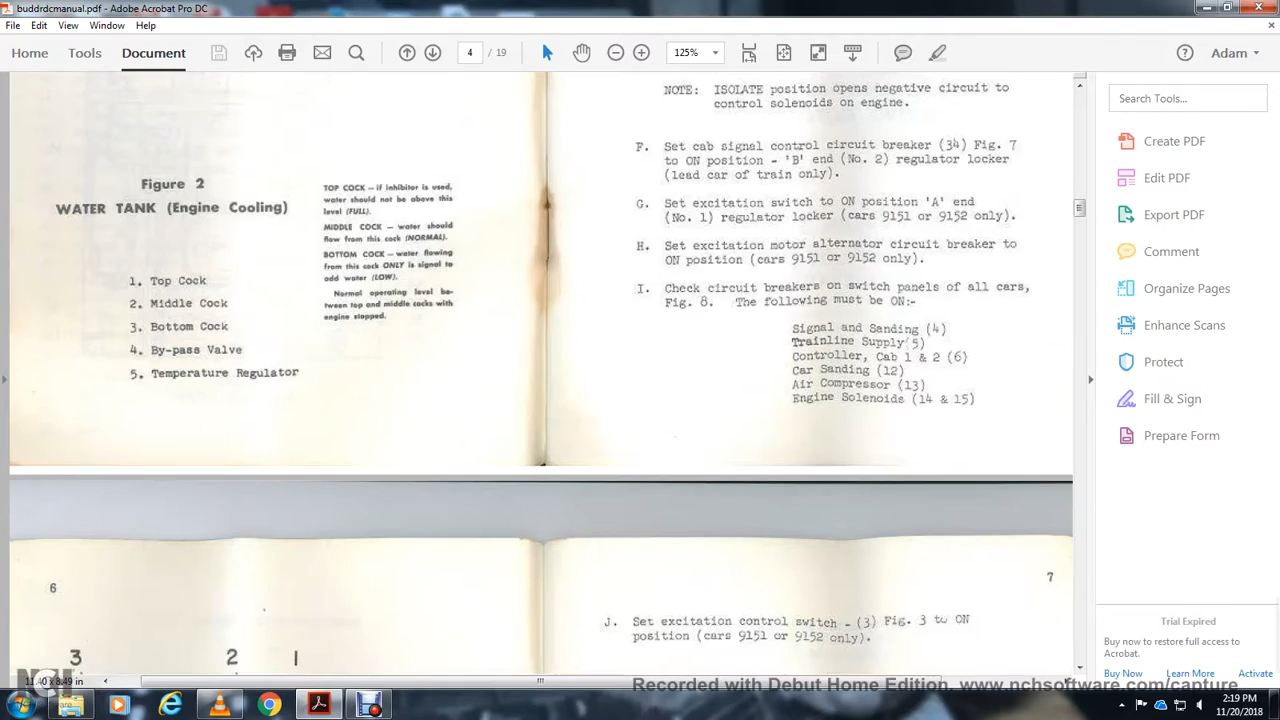 buddrdcmanual.pdf - Adobe Acrobat Pro DC
File Edit View Window Help
Home Tools Document
4 / 19
125%
Adam
Figure 2
WATER TANK (Engine Cooling)
1. Top Cock
2. Middle Cock
3. Bottom Cock
4. By-pass Valve
5. Temperature Regulator
TOP COCK — if inhibitor is used,
water should not be above this
level (FULL).
MIDDLE COCK — water should
flow from this cock (NORMAL).
BOTTOM COCK — water flowing
from this cock ONLY is signal to
add water (LOW).
Normal operating level be-
tween top and middle cocks with
engine stopped.
NOTE: ISOLATE position opens negative circuit to
control solenoids on engine.
F. Set cab signal control circuit breaker (34) Fig. 7
to ON position - 'B' end (No. 2) regulator locker
(lead car of train only).
G. Set excitation switch to ON position 'A' end
(No. 1) regulator locker (cars 9151 or 9152 only).
H. Set excitation motor alternator circuit breaker to
ON position (cars 9151 or 9152 only).
I. Check circuit breakers on switch panels of all cars,
Fig. 8. The following must be ON:-
Signal and Sanding (4)
Trainline Supply(5)
Controller, Cab 1 & 2 (6)
Car Sanding (12)
Air Compressor (13)
Engine Solenoids (14 & 15)
6
3 2 1
7
J. Set excitation control switch - (3) Fig. 3 to ON
position (cars 9151 or 9152 only).
Search Tools...
Create PDF
Edit PDF
Export PDF
Comment
Organize Pages
Enhance Scans
Protect
Fill & Sign
Prepare Form
Trial Expired
Buy now to restore full access to
Acrobat.
Buy Now Learn More Activate
11.40 x 8.49 in
NCH
Recorded with Debut Home Edition. www.nchsoftware.com/capture
2:19 PM
11/20/2018